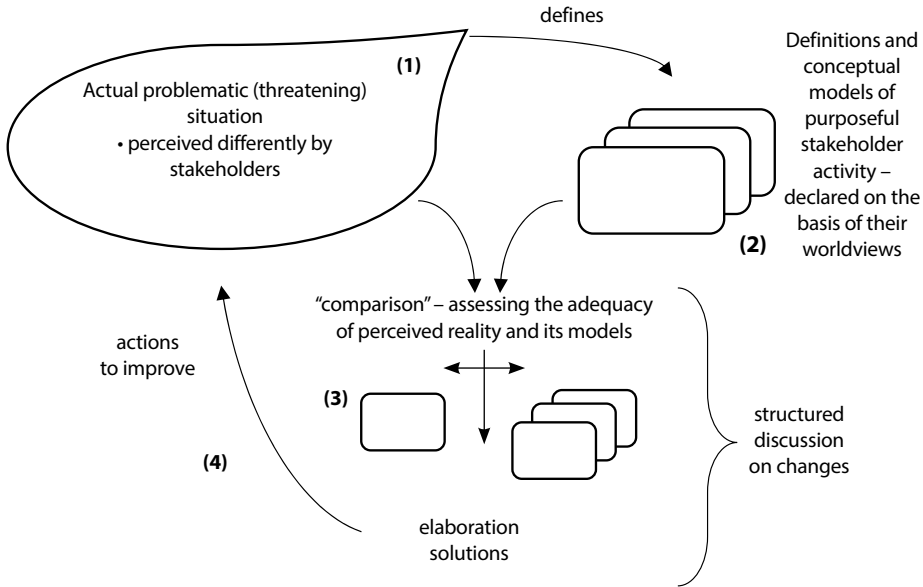 defines
(1)
Actual problematic (threatening)
situation
• perceived differently by
stakeholders
Definitions and
conceptual
models of
purposeful
stakeholder
activity –
declared on the
basis of their
worldviews
(2)
“comparison” – assessing the adequacy
of perceived reality and its models
actions
to improve
(3)
(4)
structured
discussion
on changes
elaboration
solutions